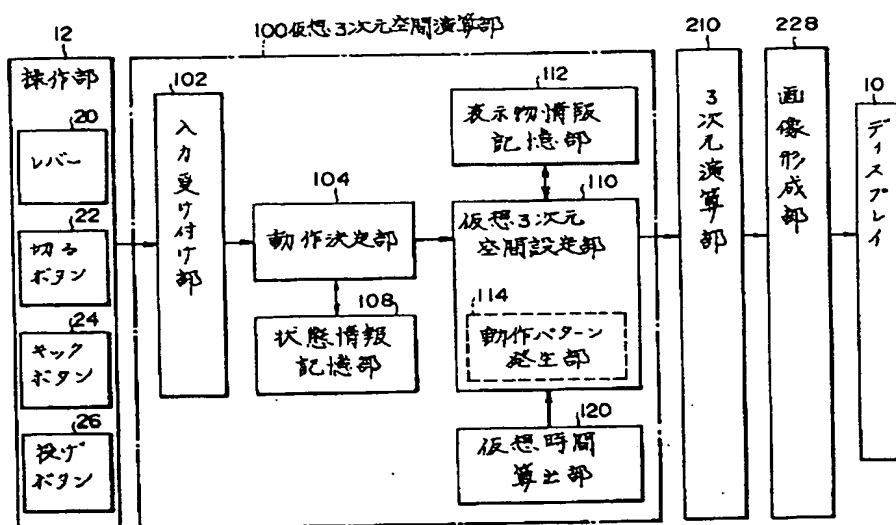 12
操作部
20
レバー
22
切る
ボタン
24
キック
ボタン
26
投げ
ボタン
100仮想3次元空間演算部
102
入力受け付け部
104
動作決定部
108
状態情報
記憶部
112
表示物情報
記憶部
110
仮想3次元
空間設定部
114
動作パターン
発生部
120
仮想時間
算出部
210
3次元演算部
228
画像形成部
10
ディスプレイ